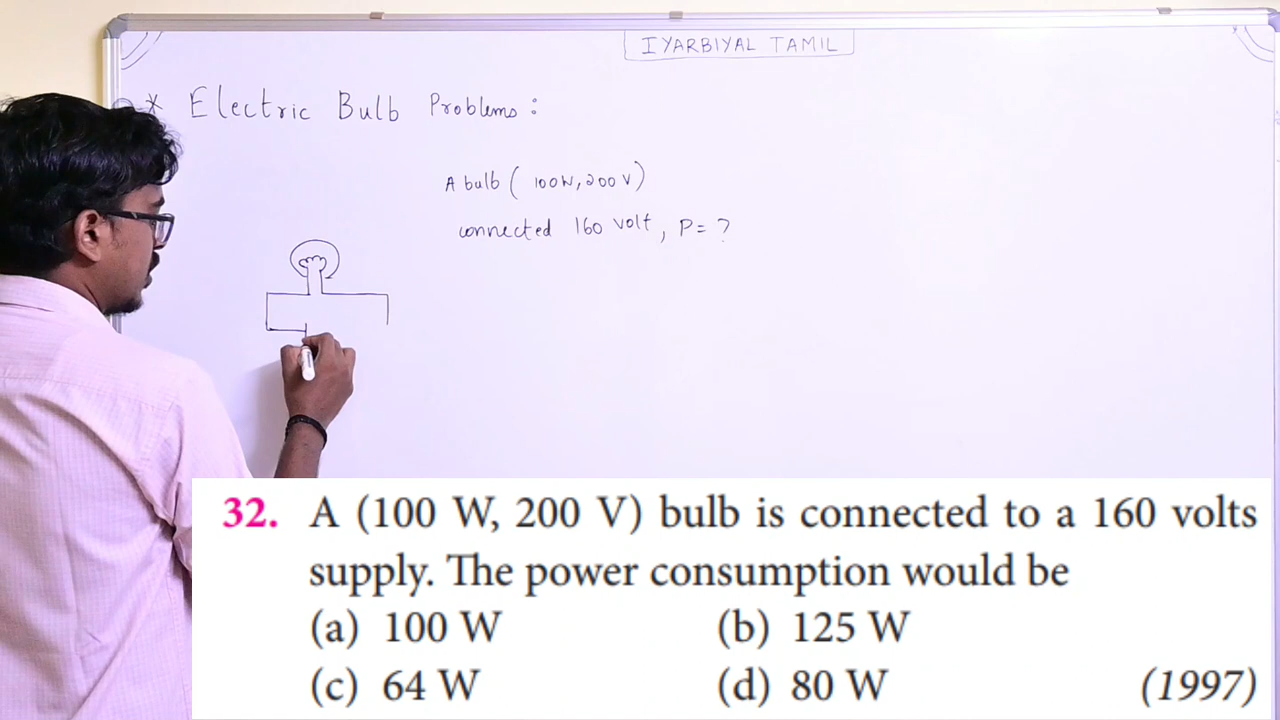 IYARBIYAL TAMIL
* Electric Bulb Problems :
A bulb ( 100W, 200 V )
connected 160 volt, P = ?
32. A (100 W, 200 V) bulb is connected to a 160 volts
supply. The power consumption would be
(a) 100 W (b) 125 W
(c) 64 W (d) 80 W (1997)